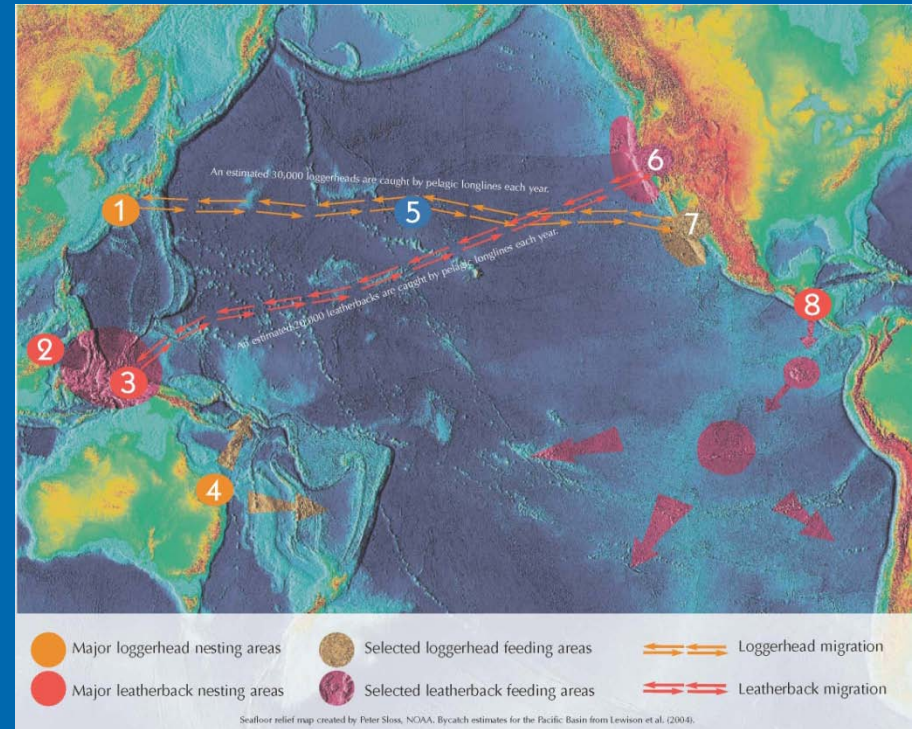 6
An estimated 30,000 loggerheads are caught by pelagic longlines each year.
1
5
7
An estimated 20,000 leatherbacks are caught by pelagic longlines each year.
8
2
3
4
Major loggerhead nesting areas
Selected loggerhead feeding areas
Loggerhead migration
Major leatherback nesting areas
Selected leatherback feeding areas
Leatherback migration
Seafloor relief map created by Peter Sloss, NOAA. Bycatch estimates for the Pacific Basin from Lewison et al. (2004).